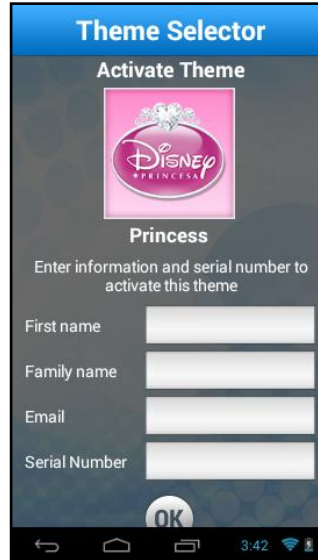 Theme Selector
Activate Theme
Disney
PRINCESA
Princess
Enter information and serial number to
activate this theme
First name
Family name
Email
Serial Number
OK
3:42